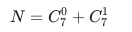 N = C_7^0 + C_7^1